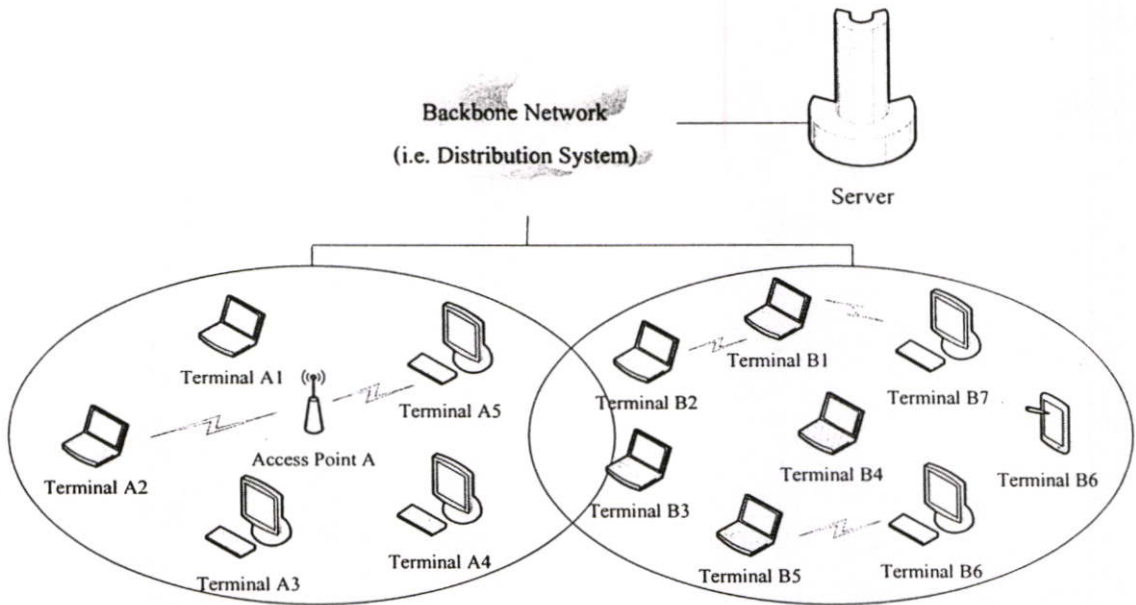 Backbone Network
(i.e. Distribution System)
Server
Terminal A1
Terminal A5
Access Point A
Terminal A2
Terminal A3
Terminal A4
Terminal B1
Terminal B2
Terminal B7
Terminal B4
Terminal B6
Terminal B3
Terminal B5
Terminal B6